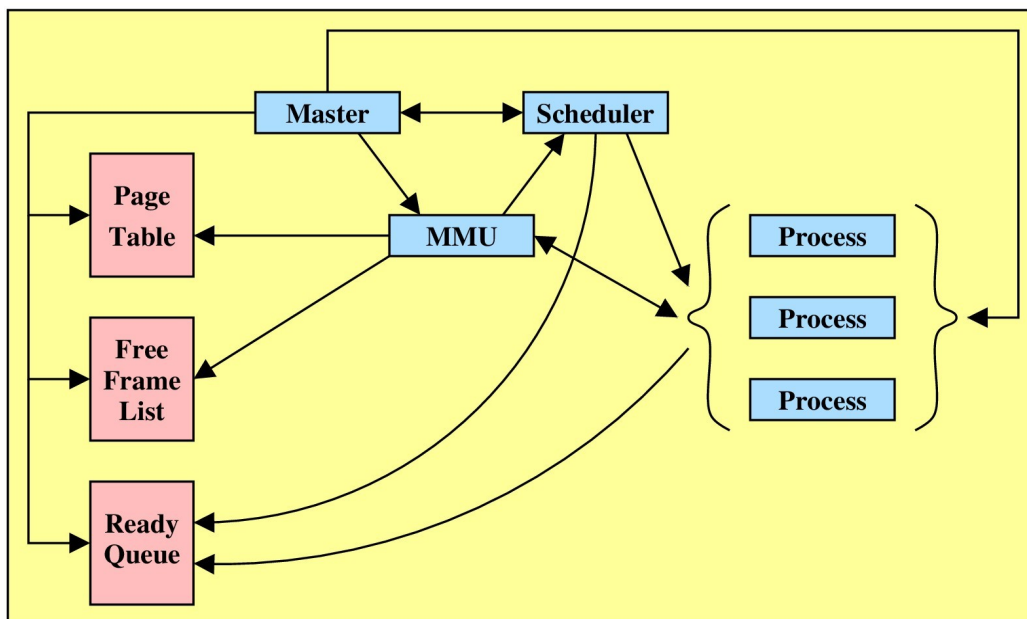 Master
Scheduler
Page
Table
MMU
Process
Process
Free
Frame
List
Process
Ready
Queue